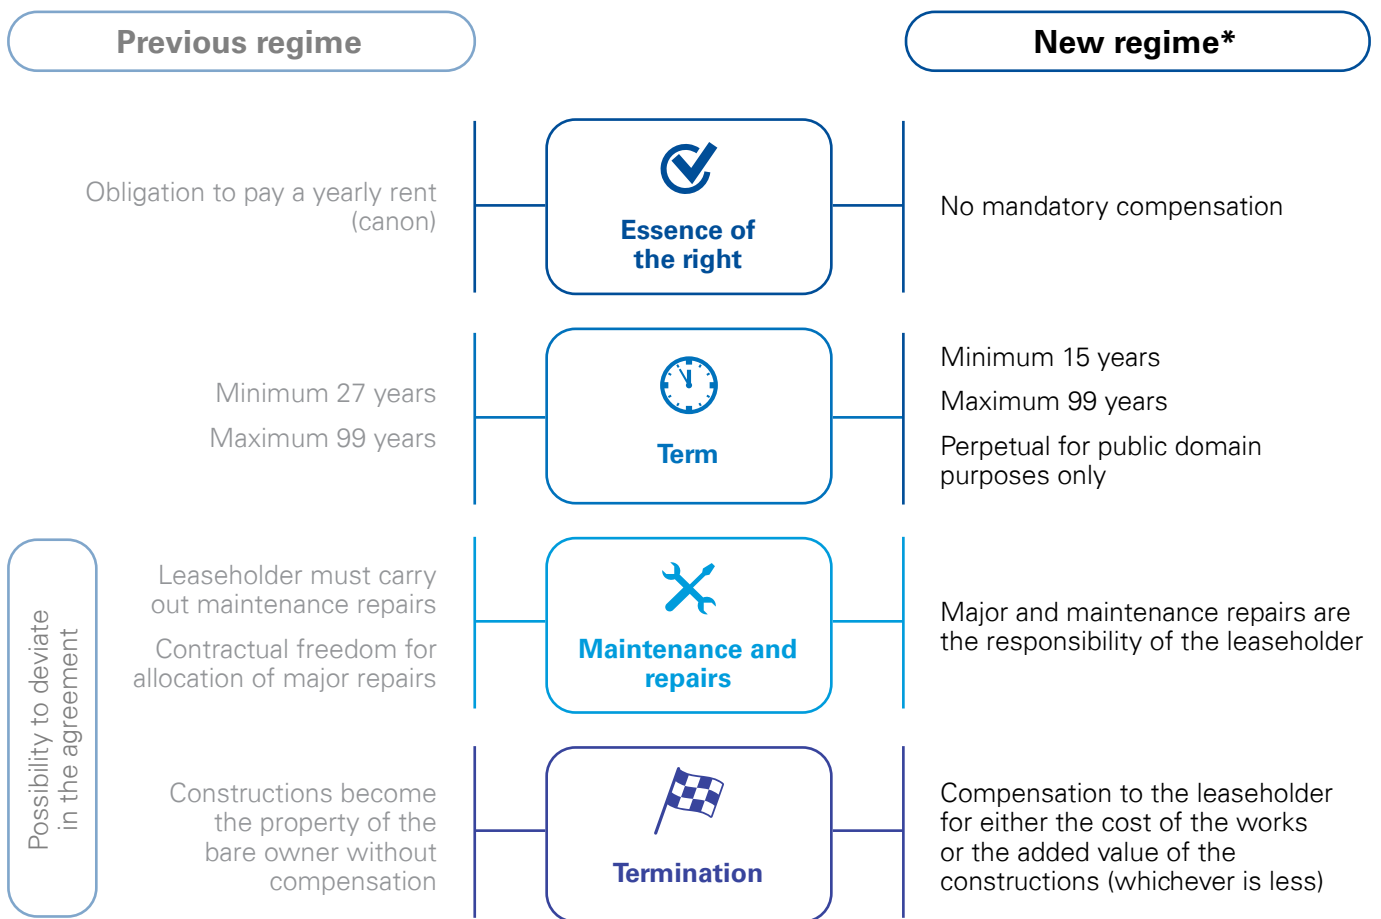 Previous regime
New regime*
Obligation to pay a yearly rent
(canon)
Essence of
the right
No mandatory compensation
Minimum 27 years
Maximum 99 years
Term
Minimum 15 years
Maximum 99 years
Perpetual for public domain
purposes only
Possibility to deviate
in the agreement
Leaseholder must carry
out maintenance repairs
Contractual freedom for
allocation of major repairs
Maintenance and
repairs
Major and maintenance repairs are
the responsibility of the leaseholder
Constructions become
the property of the
bare owner without
compensation
Termination
Compensation to the leaseholder
for either the cost of the works
or the added value of the
constructions (whichever is less)